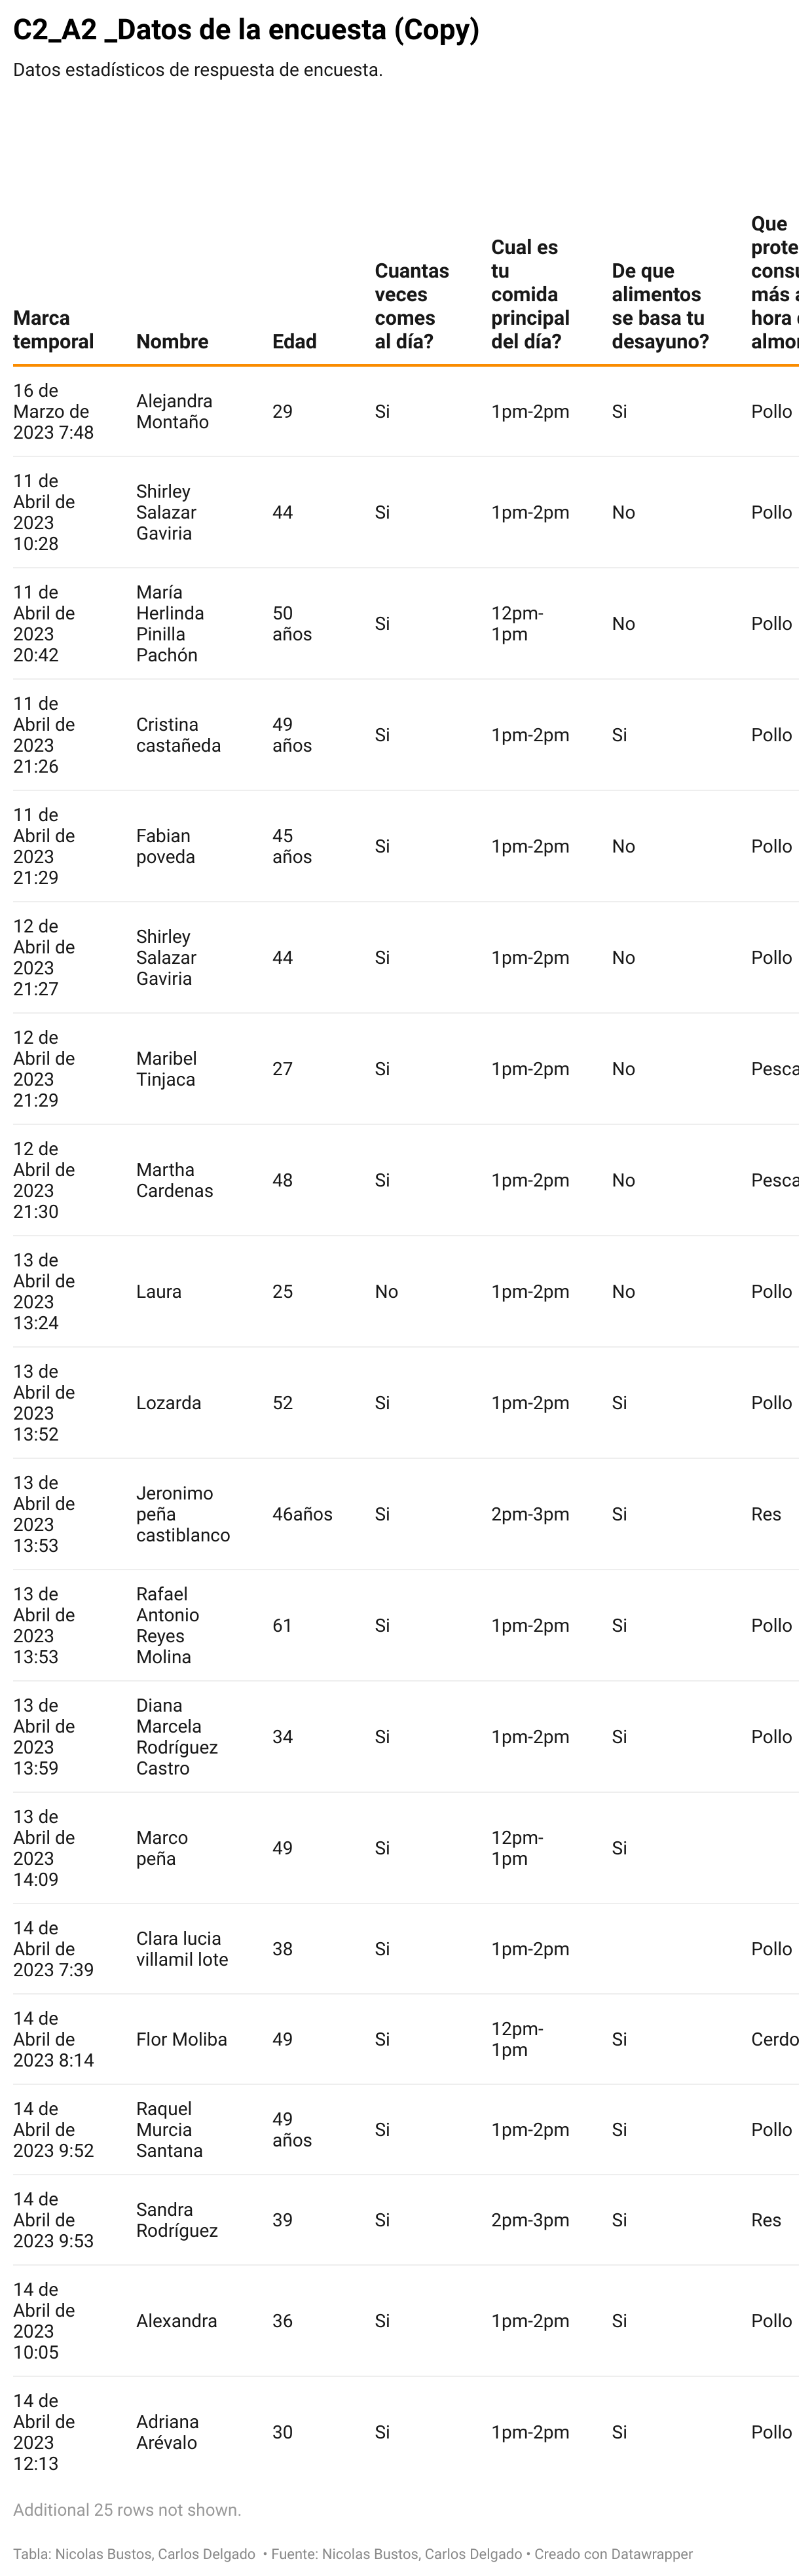 C2_A2 _Datos de la encuesta (Copy)
Datos estadísticos de respuesta de encuesta.
Marca temporal | Nombre | Edad | Cuantas veces comes al día? | Cual es tu comida principal del día? | De que alimentos se basa tu desayuno? | Que prote consu más a hora almor
16 de Marzo de 2023 7:48 | Alejandra Montaño | 29 | Si | 1pm-2pm | Si | Pollo
11 de Abril de 2023 10:28 | Shirley Salazar Gaviria | 44 | Si | 1pm-2pm | No | Pollo
11 de Abril de 2023 20:42 | María Herlinda Pinilla Pachón | 50 años | Si | 12pm-1pm | No | Pollo
11 de Abril de 2023 21:26 | Cristina castañeda | 49 años | Si | 1pm-2pm | Si | Pollo
11 de Abril de 2023 21:29 | Fabian poveda | 45 años | Si | 1pm-2pm | No | Pollo
12 de Abril de 2023 21:27 | Shirley Salazar Gaviria | 44 | Si | 1pm-2pm | No | Pollo
12 de Abril de 2023 21:29 | Maribel Tinjaca | 27 | Si | 1pm-2pm | No | Pesca
12 de Abril de 2023 21:30 | Martha Cardenas | 48 | Si | 1pm-2pm | No | Pesca
13 de Abril de 2023 13:24 | Laura | 25 | No | 1pm-2pm | No | Pollo
13 de Abril de 2023 13:52 | Lozarda | 52 | Si | 1pm-2pm | Si | Pollo
13 de Abril de 2023 13:53 | Jeronimo peña castiblanco | 46años | Si | 2pm-3pm | Si | Res
13 de Abril de 2023 13:53 | Rafael Antonio Reyes Molina | 61 | Si | 1pm-2pm | Si | Pollo
13 de Abril de 2023 13:59 | Diana Marcela Rodríguez Castro | 34 | Si | 1pm-2pm | Si | Pollo
13 de Abril de 2023 14:09 | Marco peña | 49 | Si | 12pm-1pm | Si
14 de Abril de 2023 7:39 | Clara lucia villamil lote | 38 | Si | 1pm-2pm | | Pollo
14 de Abril de 2023 8:14 | Flor Moliba | 49 | Si | 12pm-1pm | Si | Cerdo
14 de Abril de 2023 9:52 | Raquel Murcia Santana | 49 años | Si | 1pm-2pm | Si | Pollo
14 de Abril de 2023 9:53 | Sandra Rodríguez | 39 | Si | 2pm-3pm | Si | Res
14 de Abril de 2023 10:05 | Alexandra | 36 | Si | 1pm-2pm | Si | Pollo
14 de Abril de 2023 12:13 | Adriana Arévalo | 30 | Si | 1pm-2pm | Si | Pollo
Additional 25 rows not shown.
Tabla: Nicolas Bustos, Carlos Delgado • Fuente: Nicolas Bustos, Carlos Delgado • Creado con Datawrapper